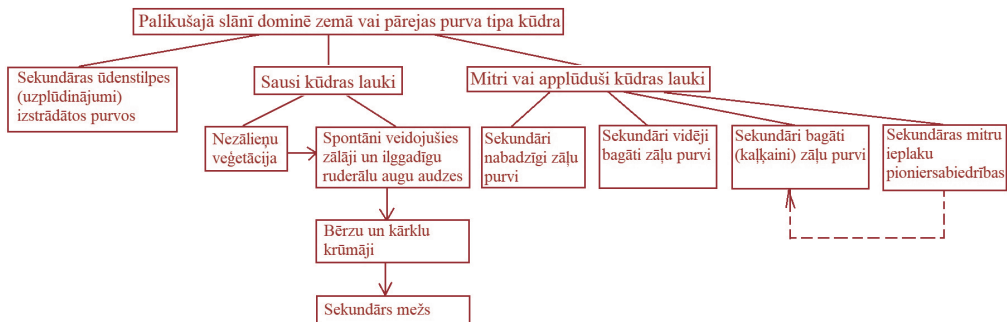 Palikušajā slānī dominē zemā vai pārejas purva tipa kūdra
Sekundāras ūdenstilpes
(uzplūdinājumi)
izstrādātos purvos
Sausi kūdras lauki
Mitri vai applūduši kūdras lauki
Nezālieņu
veģetācija
Spontāni veidojušies
zālāji un ilggadīgu
ruderālu augu audzes
Sekundāri
nabadzīgi zāļu
purvi
Sekundāri vidēji
bagāti zāļu purvi
Sekundāri bagāti
(kaļķaini) zāļu purvi
Sekundāras mitru
ieplaku
pioniersabiedrības
Bērzu un kārklu
krūmāji
Sekundārs mežs